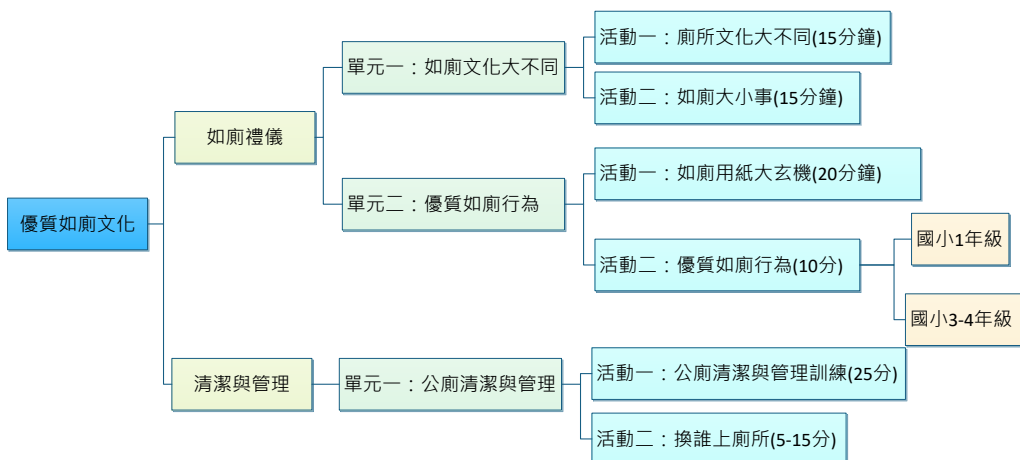 優質如廁文化
如廁禮儀
單元一：如廁文化大不同
活動一：廁所文化大不同(15分鐘)
活動二：如廁大小事(15分鐘)
單元二：優質如廁行為
活動一：如廁用紙大玄機(20分鐘)
活動二：優質如廁行為(10分)
國小1年級
國小3-4年級
清潔與管理
單元一：公廁清潔與管理
活動一：公廁清潔與管理訓練(25分)
活動二：換誰上廁所(5-15分)